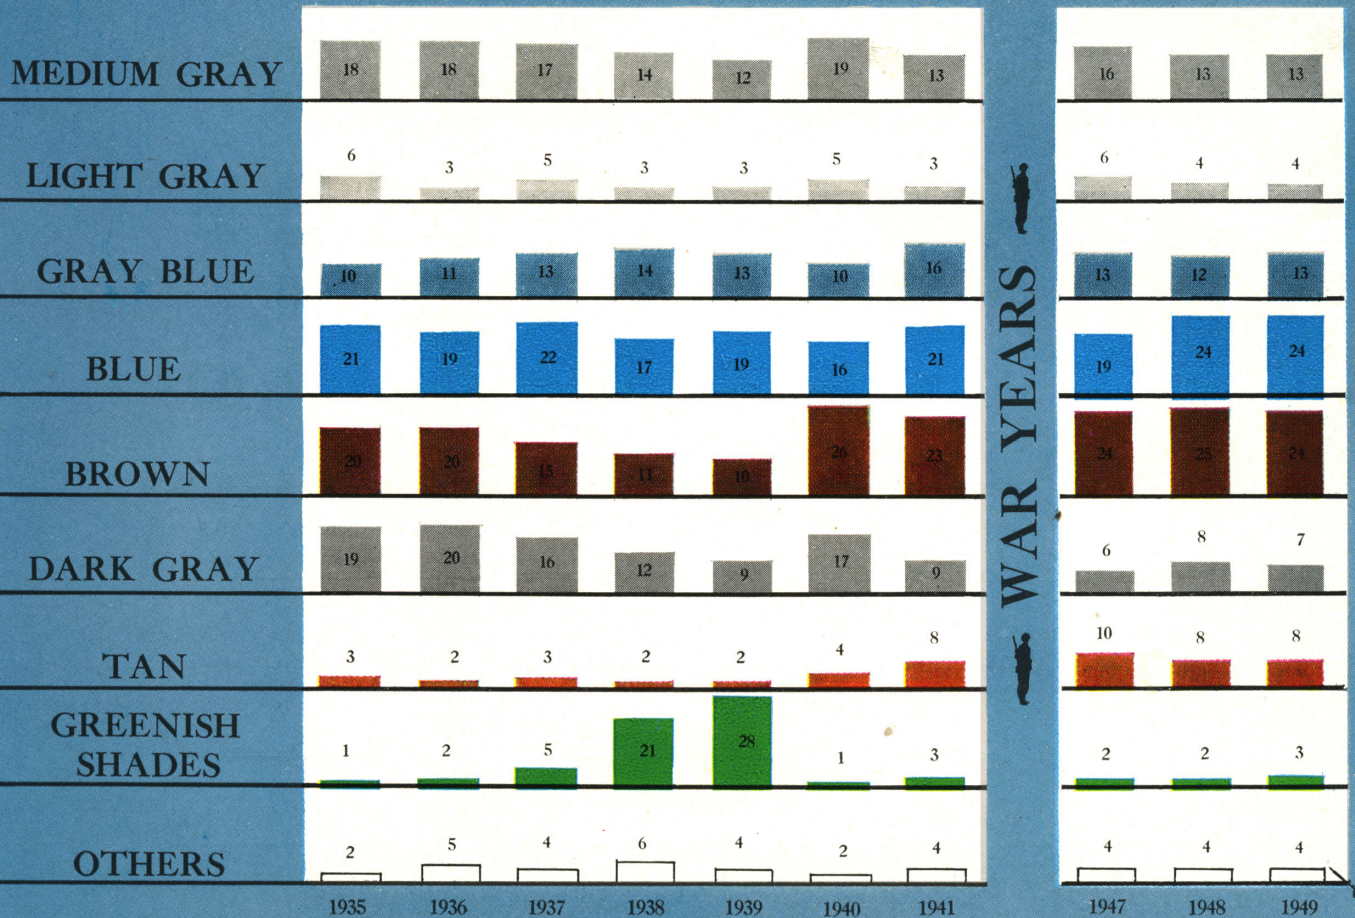 MEDIUM GRAY 18 18 17 14 12 19 13 16 13 13
LIGHT GRAY 6 3 5 3 3 5 3 6 4 4
GRAY BLUE 10 11 13 14 13 10 16 13 12 13
BLUE 21 19 22 17 19 16 21 19 24 24
BROWN 20 20 15 11 10 26 23 24 25 24
DARK GRAY 19 20 16 12 9 17 9 6 8 7
TAN 3 2 3 2 2 4 8 10 8 8
GREENISH
SHADES 1 2 5 21 28 1 3 2 2 3
OTHERS 2 5 4 6 4 2 4 4 4 4
1935 1936 1937 1938 1939 1940 1941 1947 1948 1949
WAR YEARS